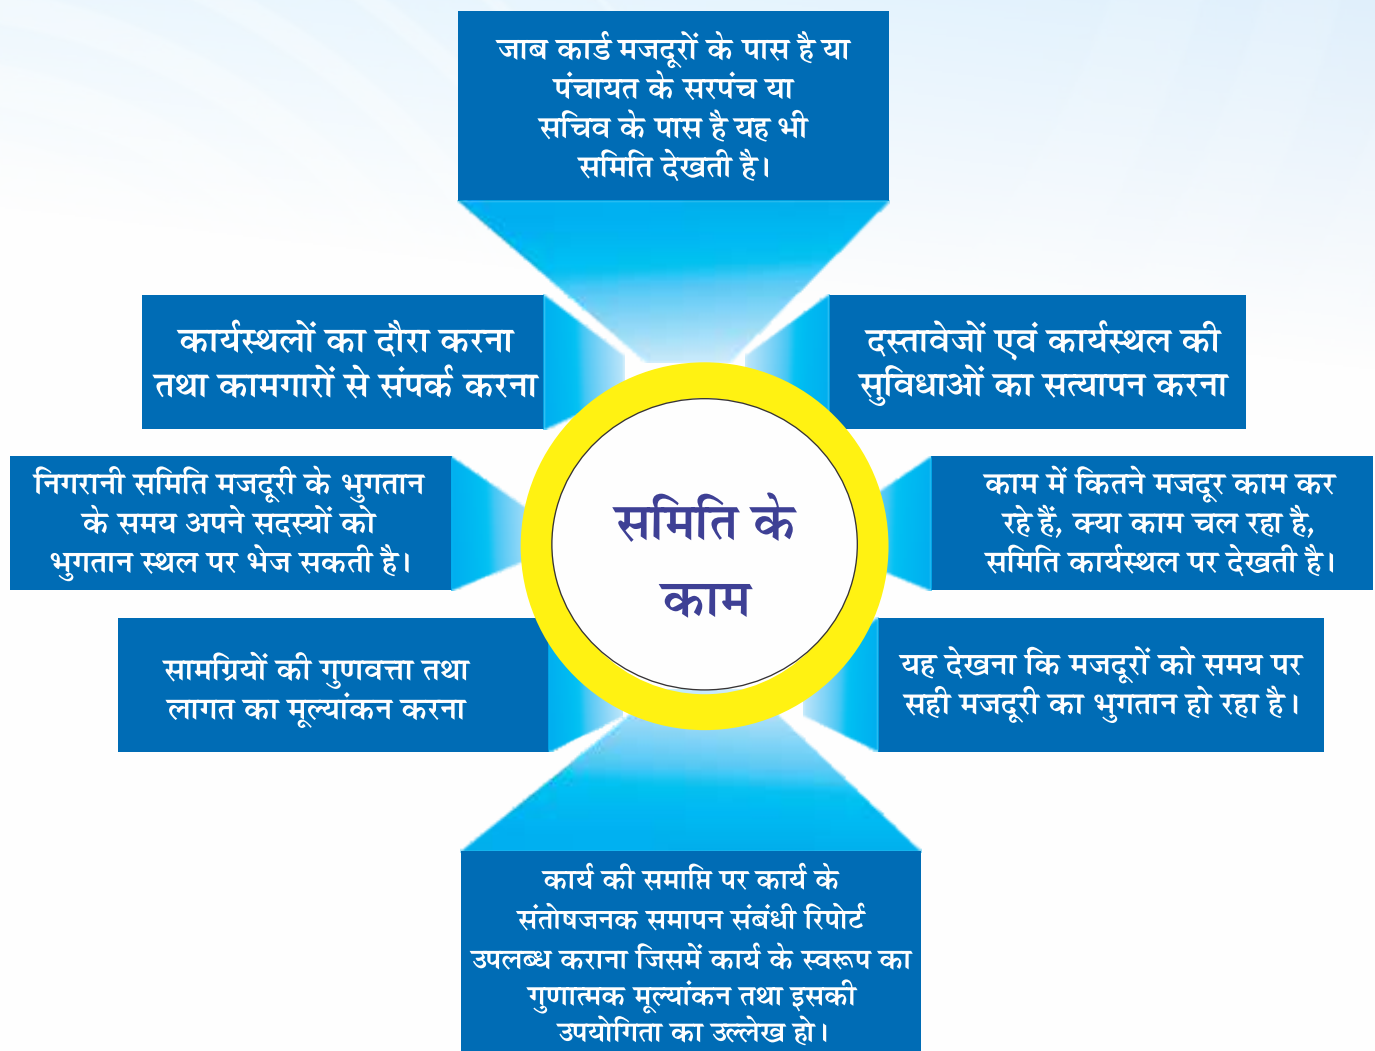 जाब कार्ड मजदूरों के पास है या
पंचायत के सरपंच या
सचिव के पास है यह भी
समिति देखती है।
कार्यस्थलों का दौरा करना
तथा कामगारों से संपर्क करना
दस्तावेजों एवं कार्यस्थल की
सुविधाओं का सत्यापन करना
निगरानी समिति मजदूरी के भुगतान
के समय अपने सदस्यों को
भुगतान स्थल पर भेज सकती है।
समिति के
काम
काम में कितने मजदूर काम कर
रहे हैं, क्या काम चल रहा है,
समिति कार्यस्थल पर देखती है।
सामग्रियों की गुणवत्ता तथा
लागत का मूल्यांकन करना
यह देखना कि मजदूरों को समय पर
सही मजदूरी का भुगतान हो रहा है।
कार्य की समाप्ति पर कार्य के
संतोषजनक समापन संबंधी रिपोर्ट
उपलब्ध कराना जिसमें कार्य के स्वरूप का
गुणात्मक मूल्यांकन तथा इसकी
उपयोगिता का उल्लेख हो।